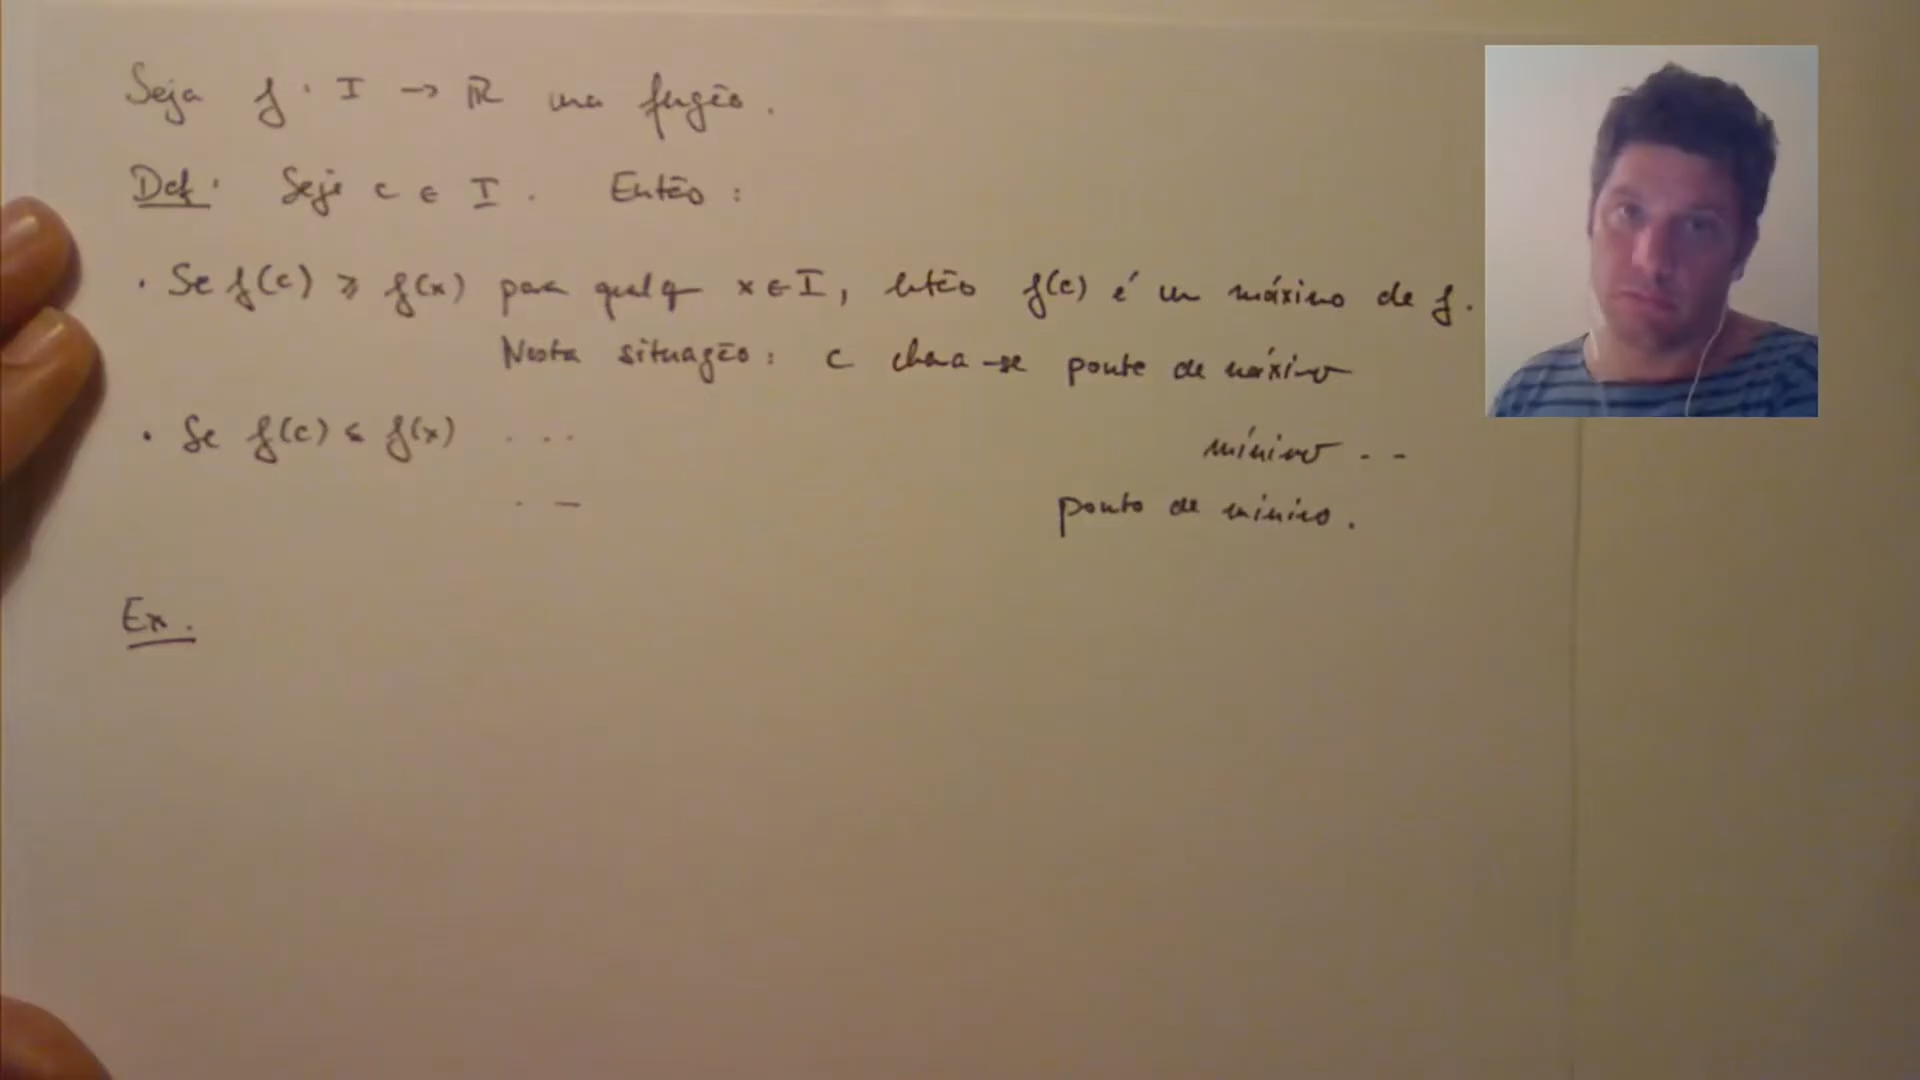 Seja f : I → ℝ uma função.
Def: Seja c ∈ I. Então:
· Se f(c) ≥ f(x) para qualq x ∈ I, então f(c) é um máximo de f.
Nesta situação: c chama-se ponto de máximo
· Se f(c) ≤ f(x) ... mínimo . -
. - ponto de mínimo.
Ex.